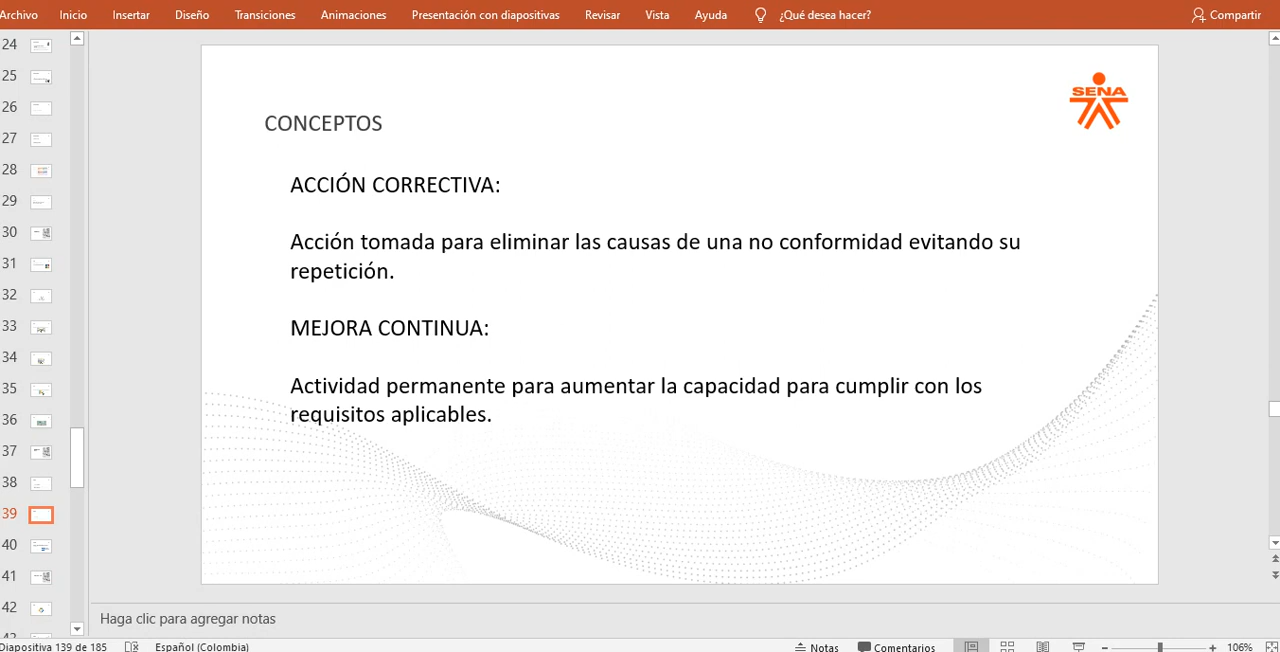 Archivo Inicio Insertar Diseño Transiciones Animaciones Presentación con diapositivas Revisar Vista Ayuda ¿Qué desea hacer? Compartir
24
25
26
27
28
29
30
31
32
33
34
35
36
37
38
39
40
41
42
SENA
CONCEPTOS
ACCIÓN CORRECTIVA:
Acción tomada para eliminar las causas de una no conformidad evitando su
repetición.
MEJORA CONTINUA:
Actividad permanente para aumentar la capacidad para cumplir con los
requisitos aplicables.
Haga clic para agregar notas
Diapositiva 139 de 185 Español (Colombia) Notas Comentarios 106%